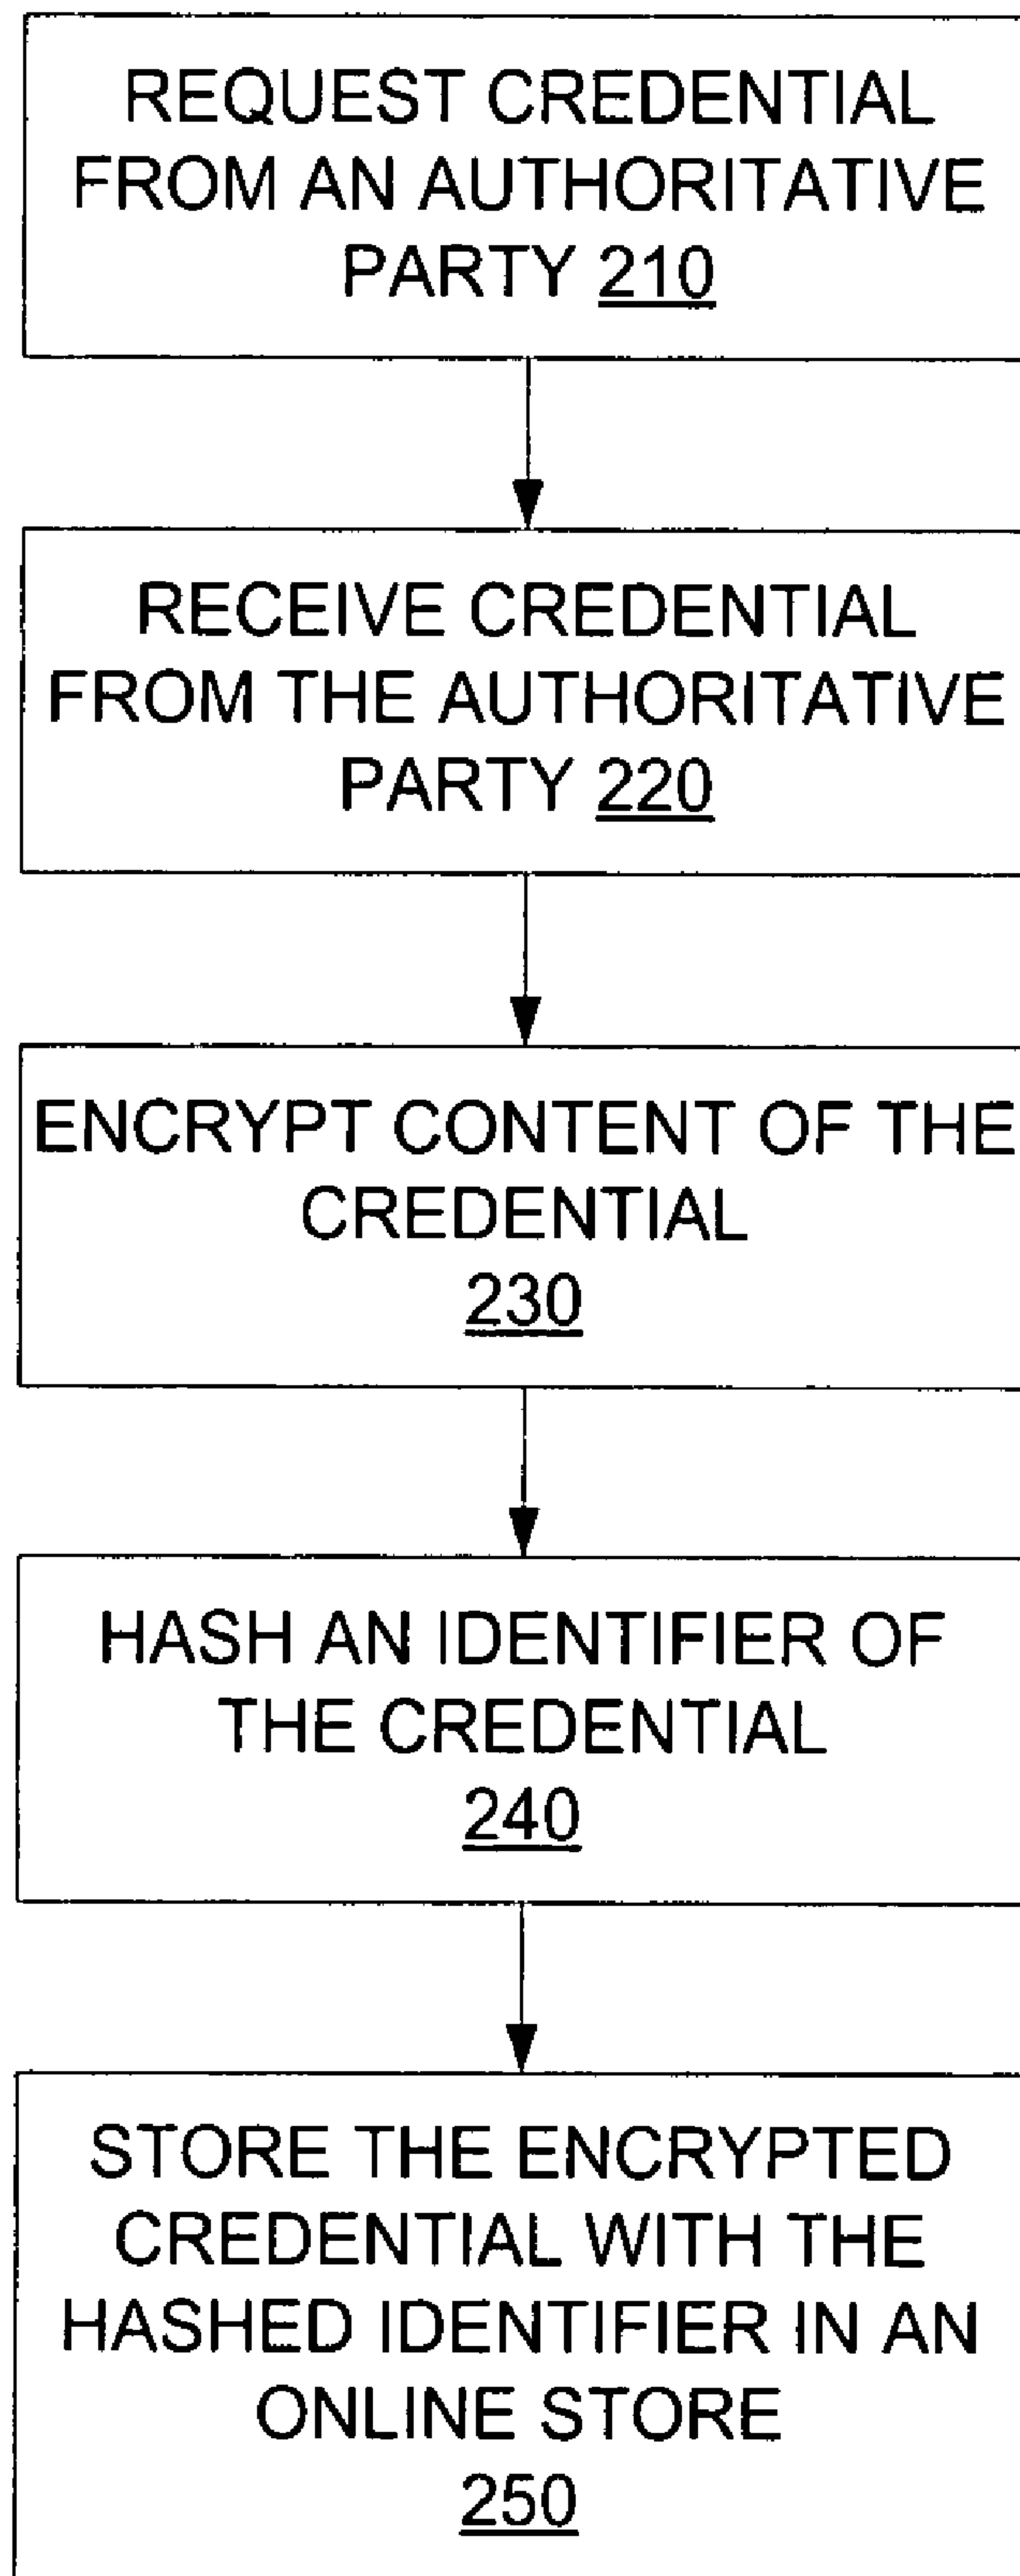 REQUEST CREDENTIAL
FROM AN AUTHORITATIVE
PARTY 210
RECEIVE CREDENTIAL
FROM THE AUTHORITATIVE
PARTY 220
ENCRYPT CONTENT OF THE
CREDENTIAL
230
HASH AN IDENTIFIER OF
THE CREDENTIAL
240
STORE THE ENCRYPTED
CREDENTIAL WITH THE
HASHED IDENTIFIER IN AN
ONLINE STORE
250